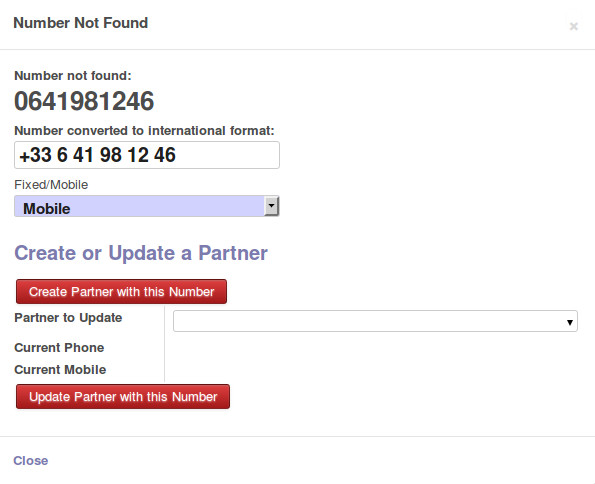 Number Not Found
Number not found:
0641981246
Number converted to international format:
+33 6 41 98 12 46
Fixed/Mobile
Mobile
Create or Update a Partner
Create Partner with this Number
Partner to Update
Current Phone
Current Mobile
Update Partner with this Number
Close